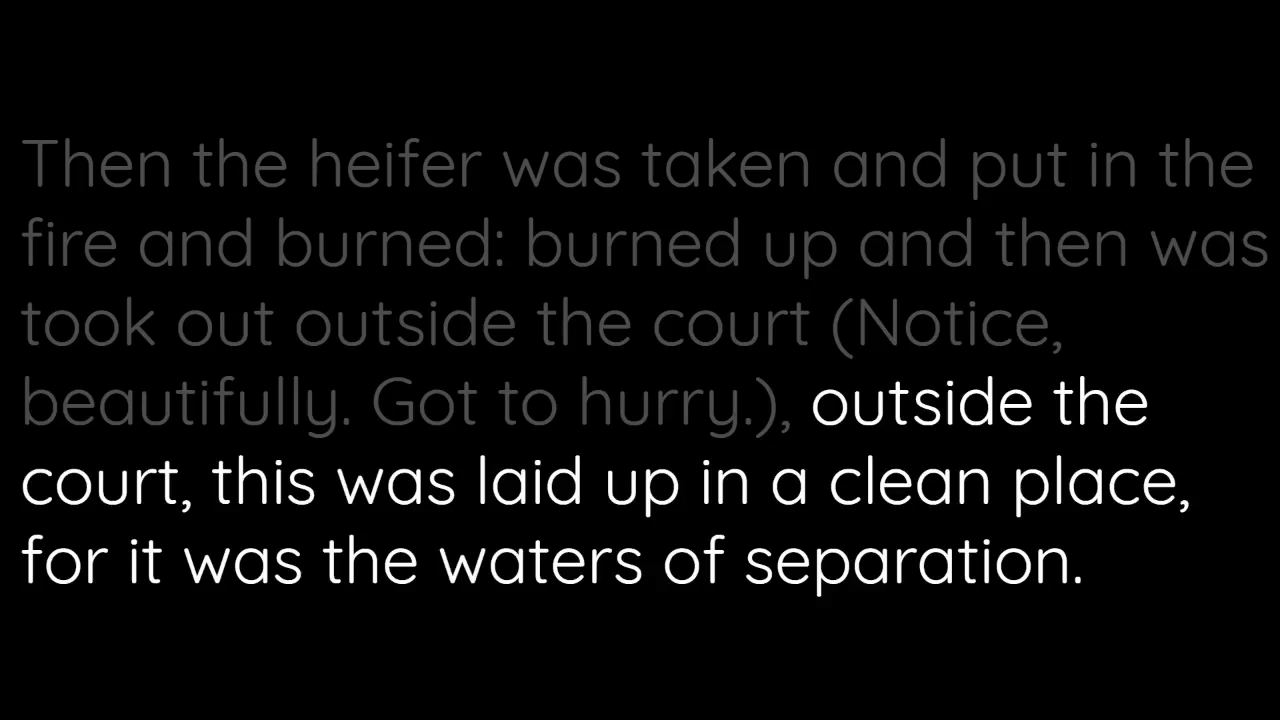 Then the heifer was taken and put in the
fire and burned: burned up and then was
took out outside the court (Notice,
beautifully. Got to hurry.), outside the
court, this was laid up in a clean place,
for it was the waters of separation.